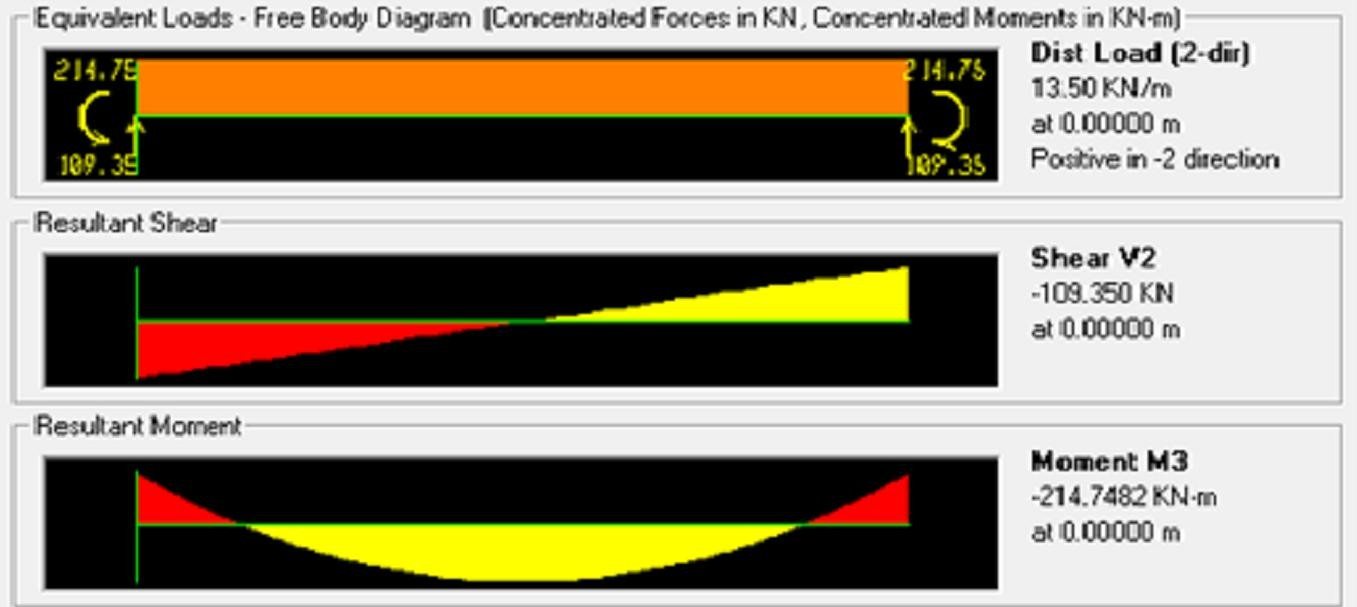 Equivalent Loads - Free Body Diagram (Concentrated Forces in KN, Concentrated Moments in KN-m)
214.75
214.75
109.35
109.35
Dist Load (2-dir)
13.50 KN/m
at 0.00000 m
Positive in -2 direction
Resultant Shear
Shear V2
-109.350 KN
at 0.00000 m
Resultant Moment
Moment M3
-214.7482 KN-m
at 0.00000 m